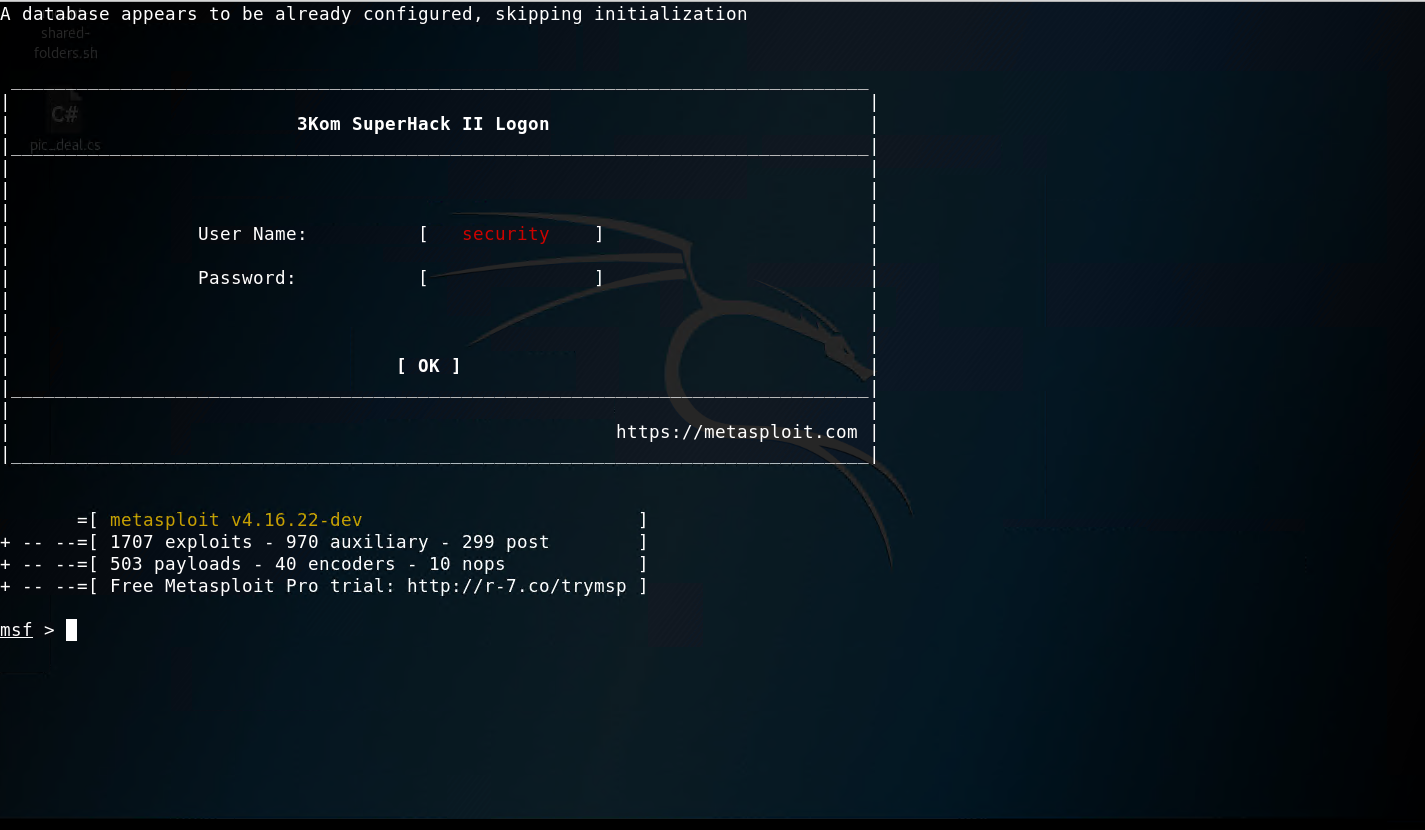 A database appears to be already configured, skipping initialization
shared-
folders.sh
C#
pic_deal.cs
3Kom SuperHack II Logon
User Name: [ security ]
Password: [ ]
[ OK ]
https://metasploit.com
=[ metasploit v4.16.22-dev ]
+ -- --=[ 1707 exploits - 970 auxiliary - 299 post ]
+ -- --=[ 503 payloads - 40 encoders - 10 nops ]
+ -- --=[ Free Metasploit Pro trial: http://r-7.co/trymsp ]
msf >